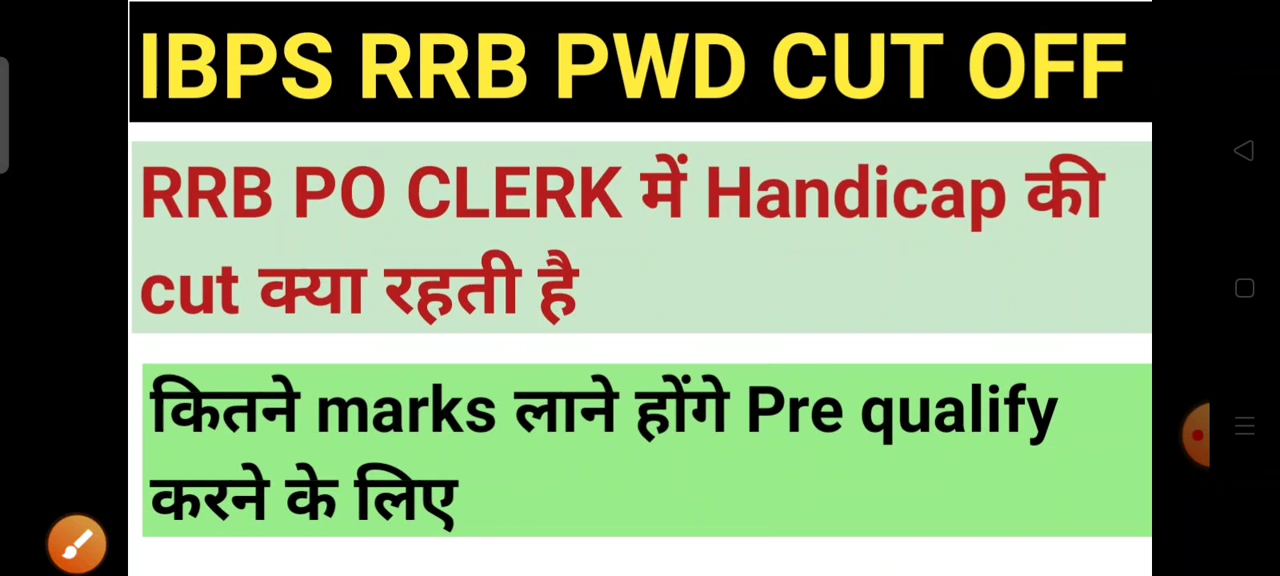 IBPS RRB PWD CUT OFF
RRB PO CLERK में Handicap की
cut क्या रहती है
कितने marks लाने होंगे Pre qualify
करने के लिए